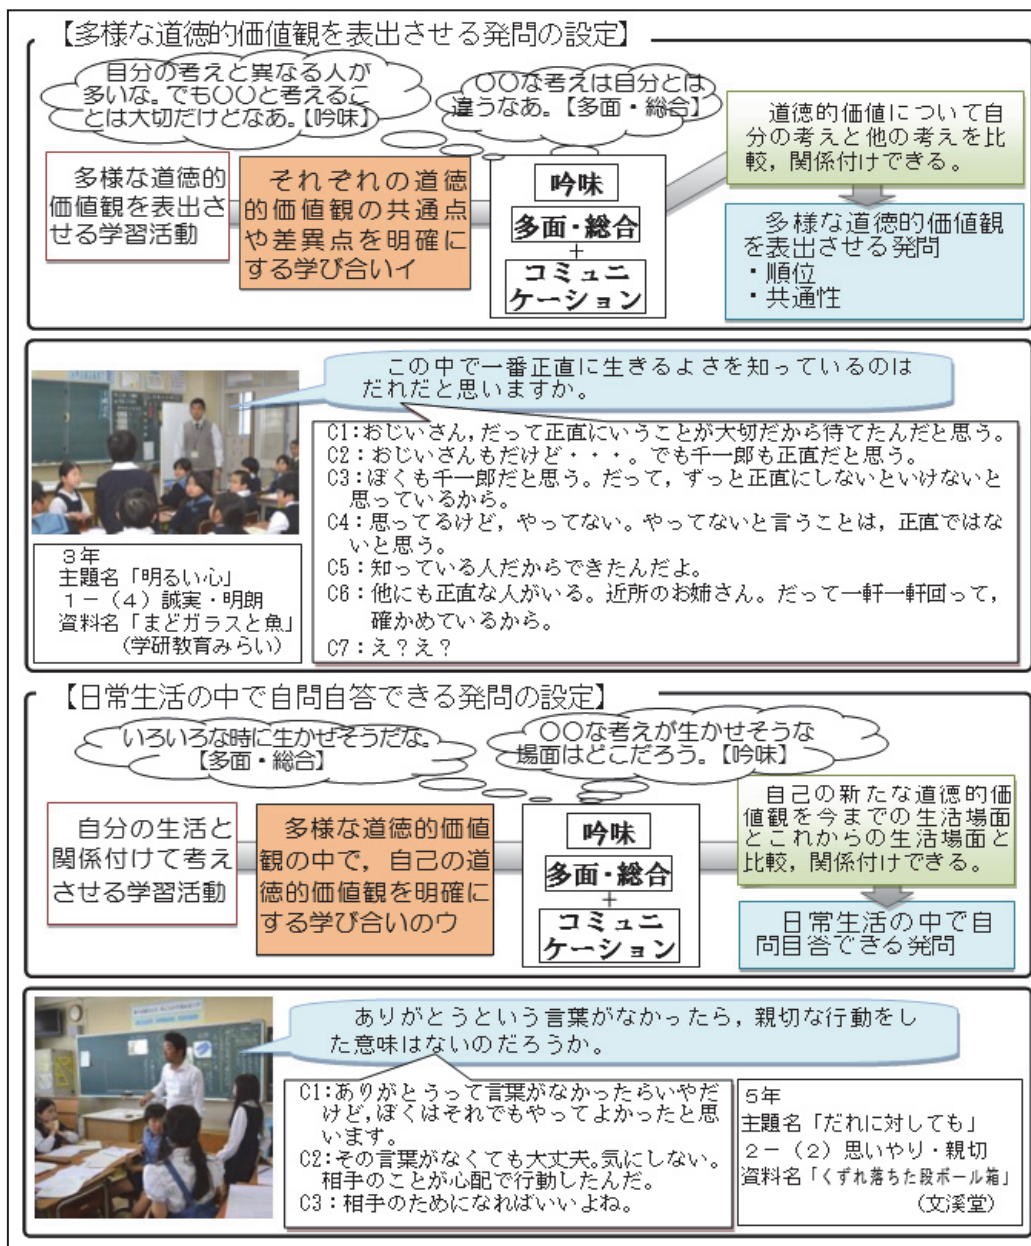 【多様な道徳的価値観を表出させる発問の設定】
自分の考えと異なる人が
多いな。でも〇〇と考えるこ
とは大切だけどなあ。【吟味】
〇〇な考えは自分とは
違うなあ。【多面・総合】
多様な道徳的
価値観を表出さ
せる学習活動
それぞれの道徳
的価値観の共通点
や差異点を明確に
する学び合いイ
吟味
多面・総合
+
コミュニ
ケーション
道徳的価値について自
分の考えと他の考えを比
較，関係付けできる。
多様な道徳的価値観
を表出させる発問
・順位
・共通性
この中で一番正直に生きるよさを知っているのは
だれだと思いますか。
3年
主題名「明るい心」
1－（4）誠実・明朗
資料名「まどガラスと魚」
（学研教育みらい）
C1：おじいさん，だって正直にいうことが大切だから待てたんだと思う。
C2：おじいさんもだけど・・・。でも千一郎も正直だと思う。
C3：ぼくも千一郎だと思う。だって，ずっと正直にしないといけないと
思っているから。
C4：思ってるけど，やってない。やってないと言うことは，正直ではな
いと思う。
C5：知っている人だからできたんだよ。
C6：他にも正直な人がいる。近所のお姉さん。だって一軒一軒回って，
確かめているから。
C7：え？え？
【日常生活の中で自問自答できる発問の設定】
いろいろな時に生かせそうだな。
【多面・総合】
〇〇な考えが生かせそうな
場面はどこだろう。【吟味】
自分の生活と
関係付けて考え
させる学習活動
多様な道徳的価値
観の中で，自己の道
徳的価値観を明確に
する学び合いのウ
吟味
多面・総合
+
コミュニ
ケーション
自己の新たな道徳的価
値観を今までの生活場面
とこれからの生活場面と
比較，関係付けできる。
日常生活の中で自
問自答できる発問
ありがとうという言葉がなかったら，親切な行動をし
た意味はないのだろうか。
C1：ありがとうって言葉がなかったらいやだ
けど，ぼくはそれでもやってよかったと思
います。
C2：その言葉がなくても大丈夫。気にしない。
相手のことが心配で行動したんだ。
C3：相手のためになればいいよね。
5年
主題名「だれに対しても」
2－（2）思いやり・親切
資料名「くずれ落ちた段ボール箱」
（文溪堂）